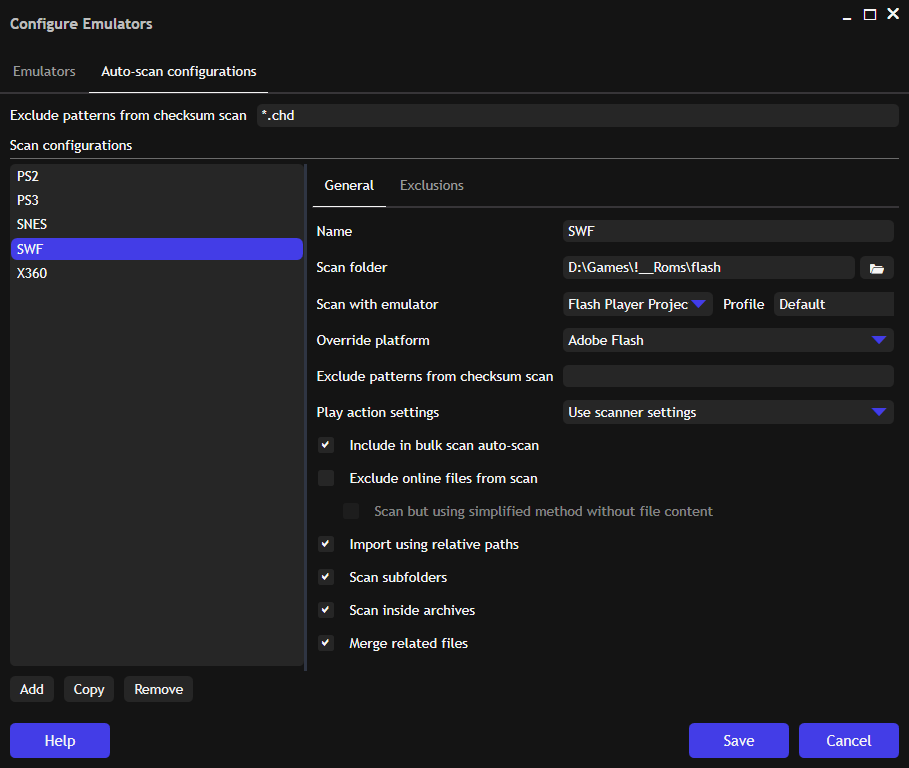 Configure Emulators
Emulators Auto-scan configurations
Exclude patterns from checksum scan *.chd
Scan configurations
PS2
PS3
SNES
SWF
X360
General Exclusions
Name SWF
Scan folder D:\Games\!__Roms\flash
Scan with emulator Flash Player Projec Profile Default
Override platform Adobe Flash
Exclude patterns from checksum scan
Play action settings Use scanner settings
Include in bulk scan auto-scan
Exclude online files from scan
Scan but using simplified method without file content
Import using relative paths
Scan subfolders
Scan inside archives
Merge related files
Add Copy Remove
Help Save Cancel